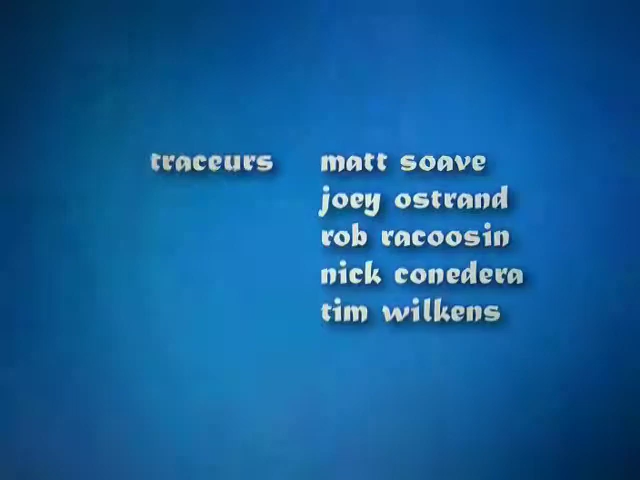 traceurs matt soave
joey ostrand
rob racoosin
nick conedera
tim wilkens